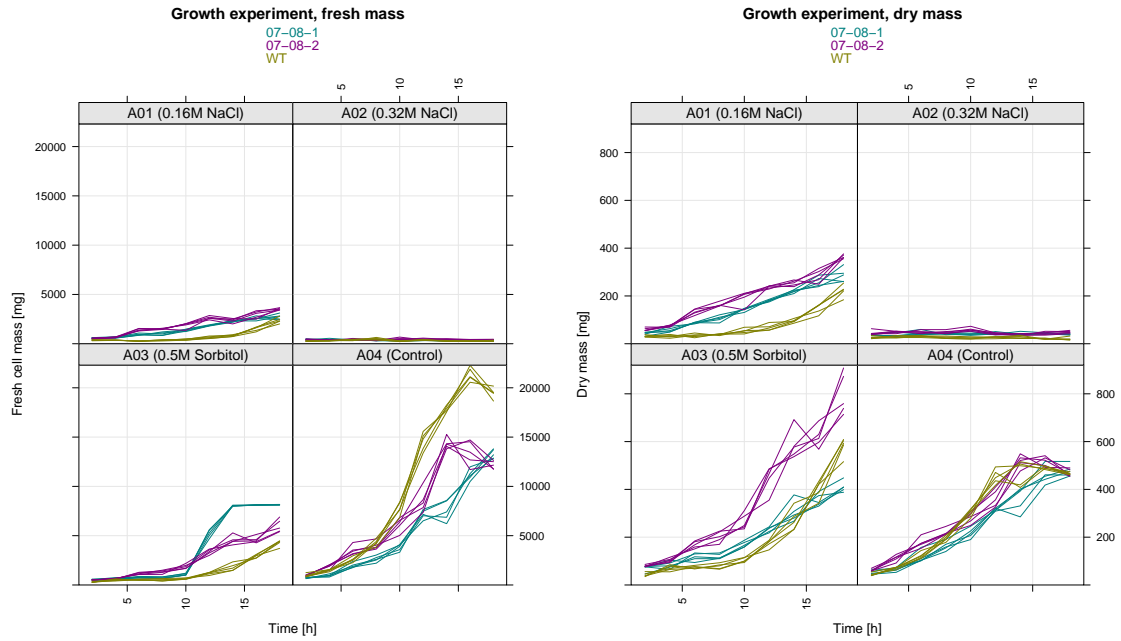 Growth experiment, fresh mass
07−08−1
07−08−2
WT
5
10
15
A01 (0.16M NaCl)
A02 (0.32M NaCl)
20000
15000
10000
5000
A03 (0.5M Sorbitol)
A04 (Control)
20000
15000
10000
5000
5
10
15
Fresh cell mass [mg]
Time [h]
Growth experiment, dry mass
07−08−1
07−08−2
WT
5
10
15
A01 (0.16M NaCl)
A02 (0.32M NaCl)
800
600
400
200
A03 (0.5M Sorbitol)
A04 (Control)
800
600
400
200
5
10
15
Dry mass [mg]
Time [h]